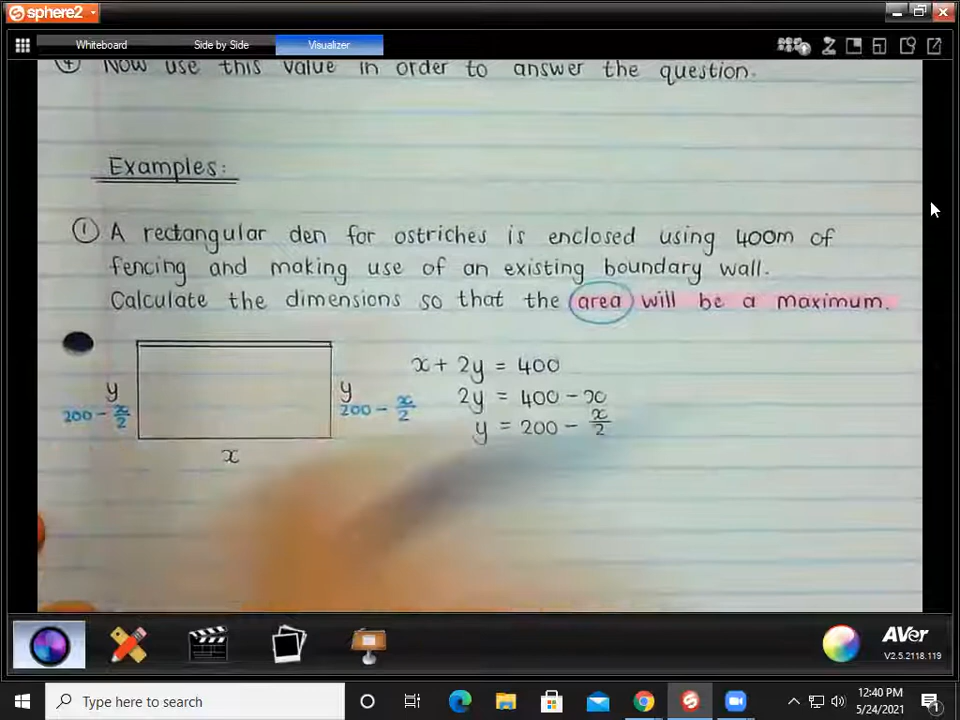 sphere2
Whiteboard
Side by Side
Visualizer
④ Now use this value in order to answer the question.
Examples:
① A rectangular den for ostriches is enclosed using 400m of
fencing and making use of an existing boundary wall.
Calculate the dimensions so that the area will be a maximum.
x + 2y = 400
y
y
2y = 400 - x
200 - x/2
200 - x/2
y = 200 - x/2
x
AVer
V2.5.2118.119
Type here to search
12:40 PM
5/24/2021
1